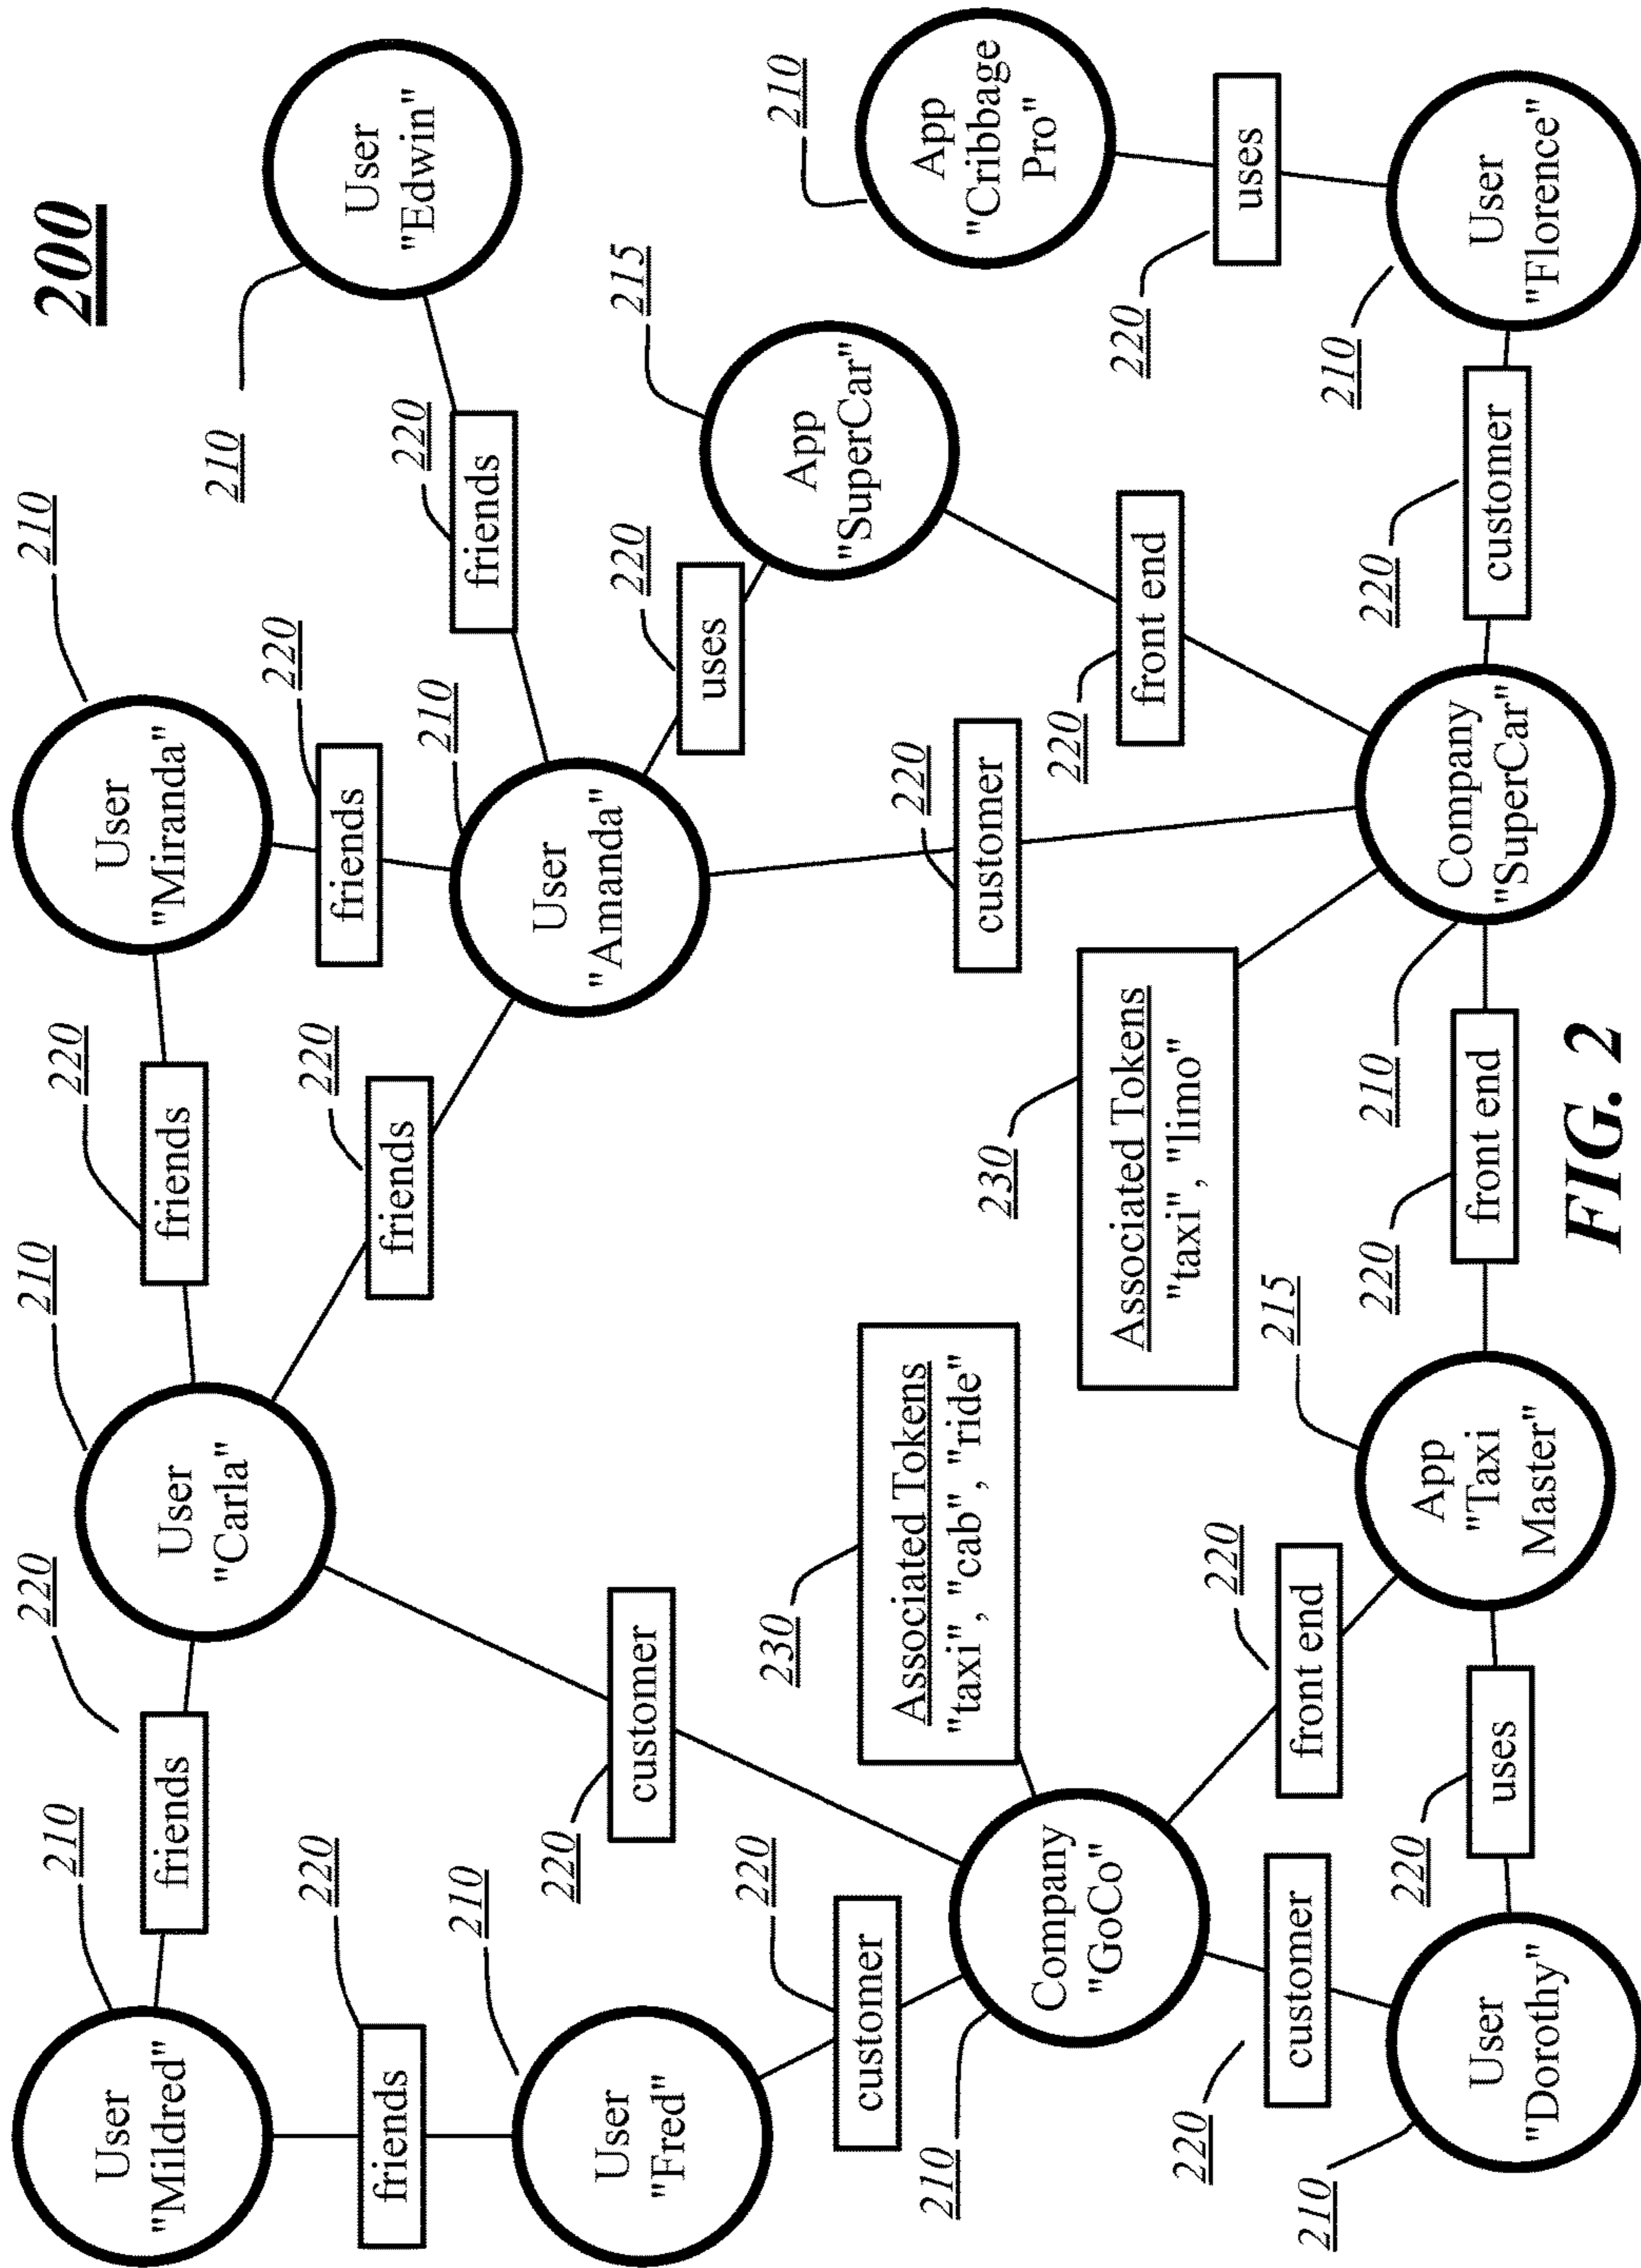 200
210
User
"Mildred"
220
friends
210
User
"Carla"
220
friends
210
User
"Miranda"
220
friends
220
friends
220
friends
210
User
"Edwin"
210
User
"Fred"
220
friends
210
User
"Amanda"
220
friends
220
customer
220
customer
220
uses
215
App
"SuperCar"
210
App
"Cribbage
Pro"
230
Associated Tokens
"taxi", "cab", "ride"
220
customer
210
Company
"GoCo"
230
Associated Tokens
"taxi", "limo"
220
front end
220
uses
220
customer
220
front end
210
User
"Dorothy"
220
uses
215
App
"Taxi
Master"
220
front end
210
Company
"SuperCar"
220
customer
210
User
"Florence"
FIG. 2